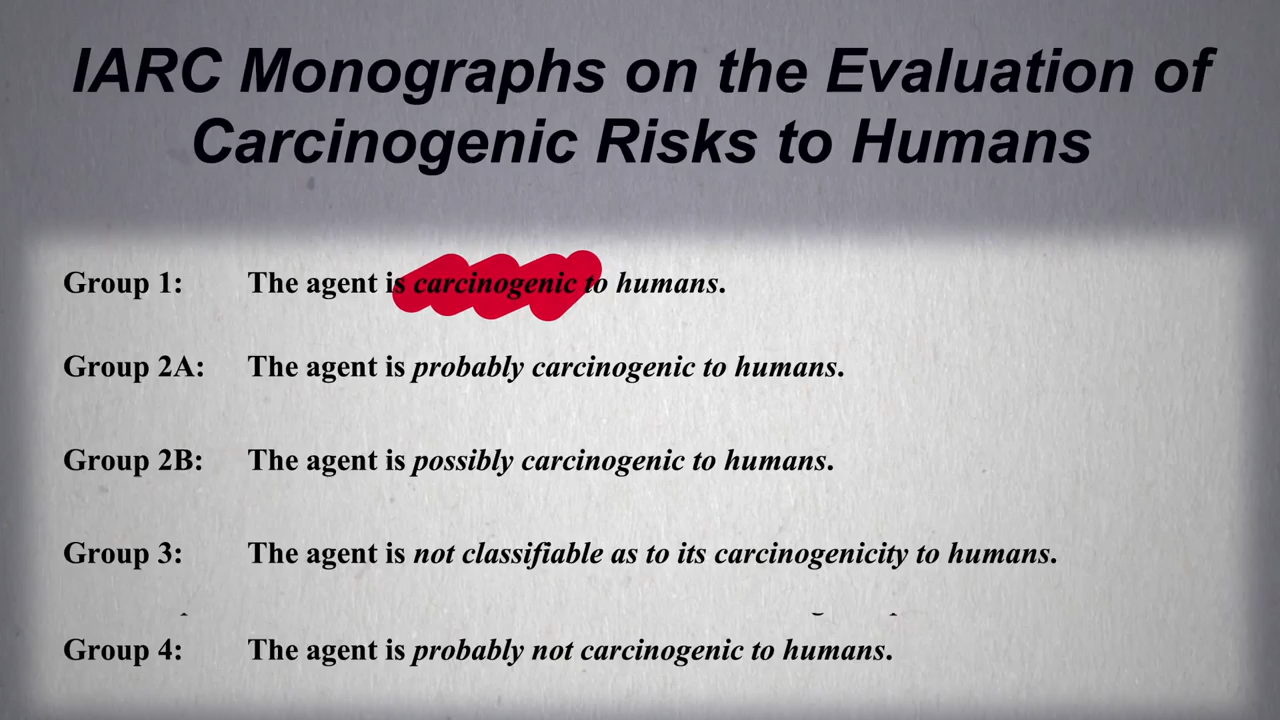 IARC Monographs on the Evaluation of
Carcinogenic Risks to Humans
Group 1: The agent is carcinogenic to humans.
Group 2A: The agent is probably carcinogenic to humans.
Group 2B: The agent is possibly carcinogenic to humans.
Group 3: The agent is not classifiable as to its carcinogenicity to humans.
Group 4: The agent is probably not carcinogenic to humans.